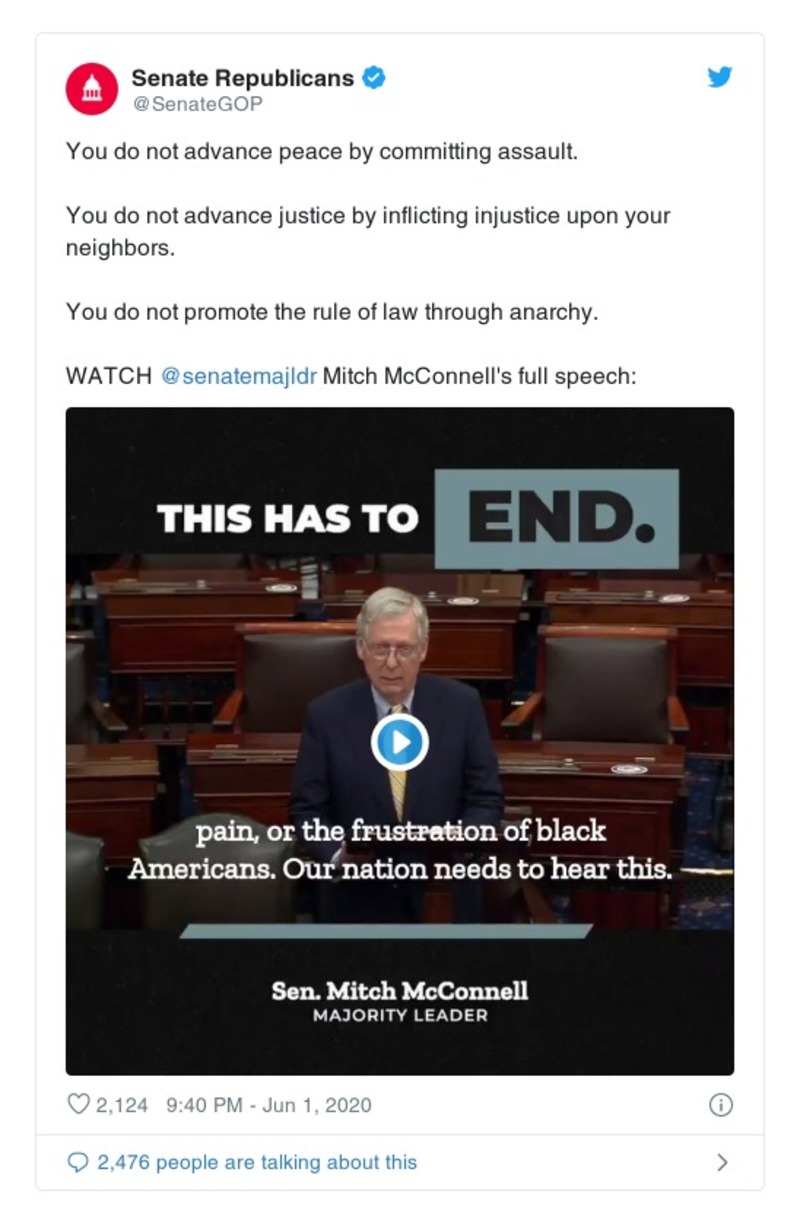 Senate Republicans
@SenateGOP
You do not advance peace by committing assault.
You do not advance justice by inflicting injustice upon your
neighbors.
You do not promote the rule of law through anarchy.
WATCH @senatemajldr Mitch McConnell's full speech:
THIS HAS TO END.
pain, or the frustration of black
Americans. Our nation needs to hear this.
Sen. Mitch McConnell
MAJORITY LEADER
2,124 9:40 PM - Jun 1, 2020
2,476 people are talking about this